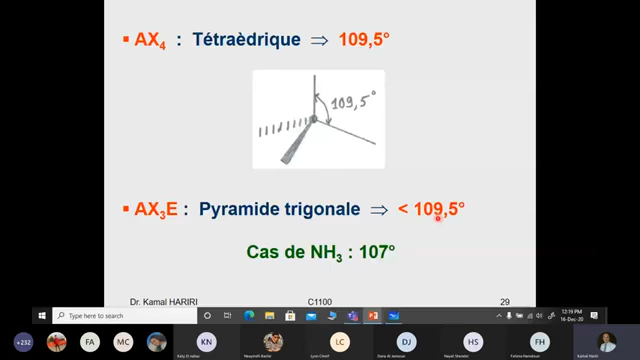 ▪ AX₄ : Tétraèdrique ⇒ 109,5°
109,5°
▪ AX₃E : Pyramide trigonale ⇒ < 109,5°
Cas de NH₃ : 107°
Dr. Kamal HARIRI C1100 29
Type here to search
12:19 PM
16-Dec-20
+232 FA MC KN LC DJ HS FH